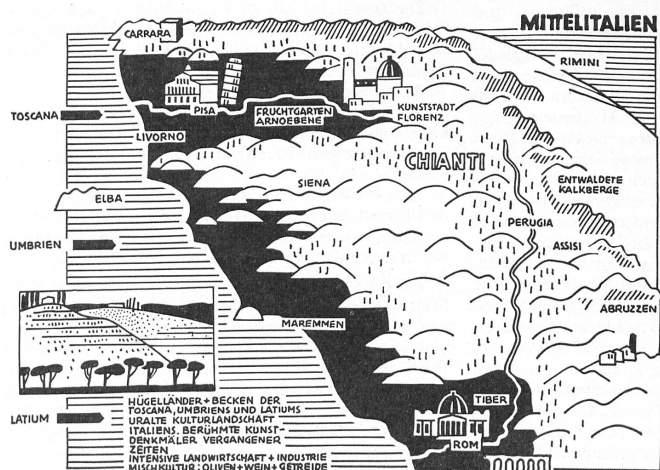 MITTELITALIEN
CARRARA
RIMINI
PISA
TOSCANA
FRUCHTGARTEN
ARNOEBENE
KUNSTSTADT
FLORENZ
LIVORNO
CHIANTI
SIENA
ENTWALDETE
KALKBERGE
ELBA
PERUGIA
UMBRIEN
ASSISI
ABRUZZEN
MAREMMEN
LATIUM
HÜGELLÄNDER + BECKEN DER
TOSCANA, UMBRIENS UND LATIUMS
URALTE KULTURLANDSCHAFT
ITALIENS. BERÜHMTE KUNST-
DENKMÄLER VERGANGENER
ZEITEN
INTENSIVE LANDWIRTSCHAFT + INDUSTRIE
MISCHKULTUR: OLIVEN + WEIN + GETREIDE
TIBER
ROM